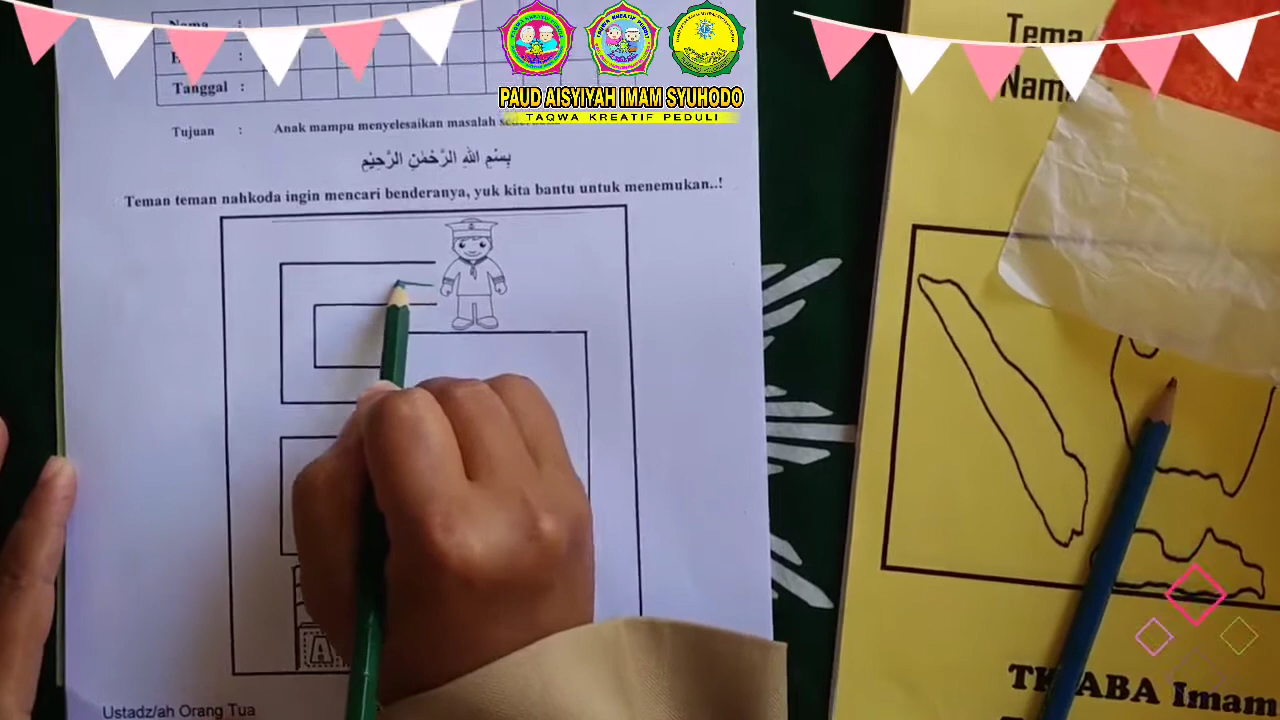 Nama :
Tanggal :
Tujuan : Anak mampu menyelesaikan masalah
بِسْمِ اللهِ الرَّحْمٰنِ الرَّحِيْمِ
Teman teman nahkoda ingin mencari benderanya, yuk kita bantu untuk menemukan..!
Ustadz/ah Orang Tua
PAUD AISYIYAH IMAM SYUHODO
TAQWA KREATIF PEDULI
Tema
Nama
TK ABA Imam